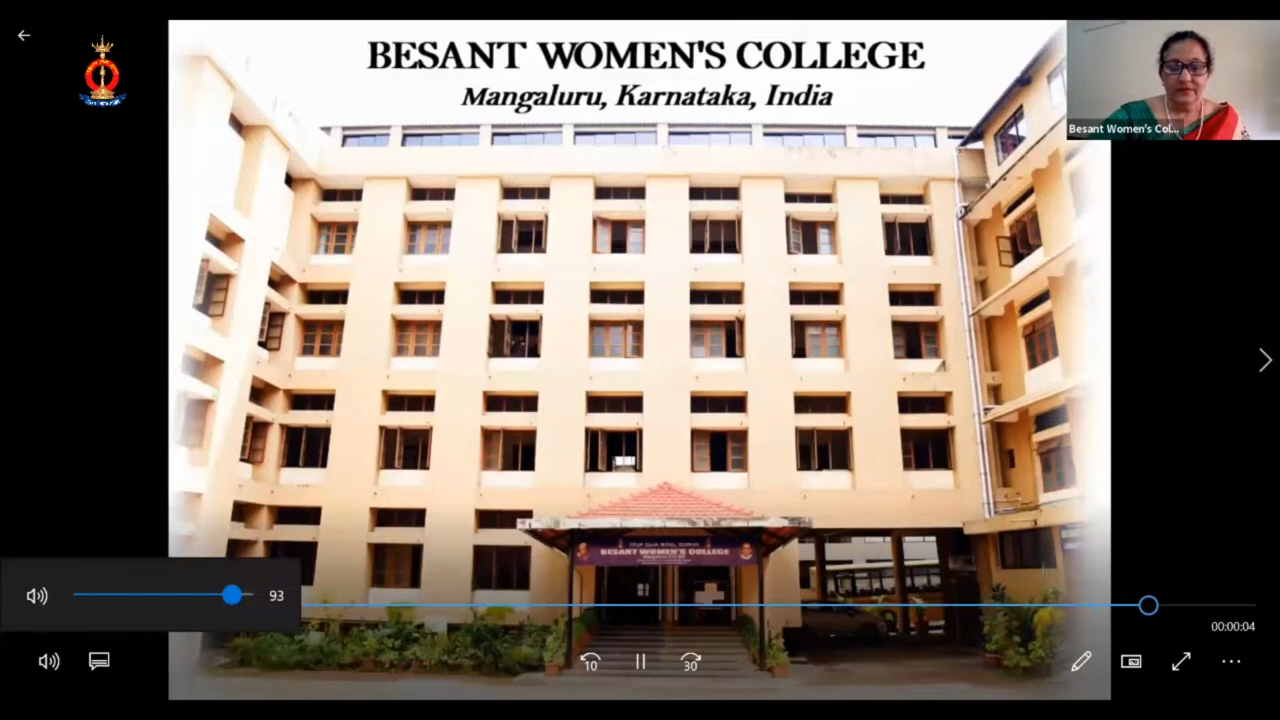 BESANT WOMEN'S COLLEGE
Mangaluru, Karnataka, India
Besant Women's Col...
BESANT WOMEN'S COLLEGE
93
00:00:04
10
30